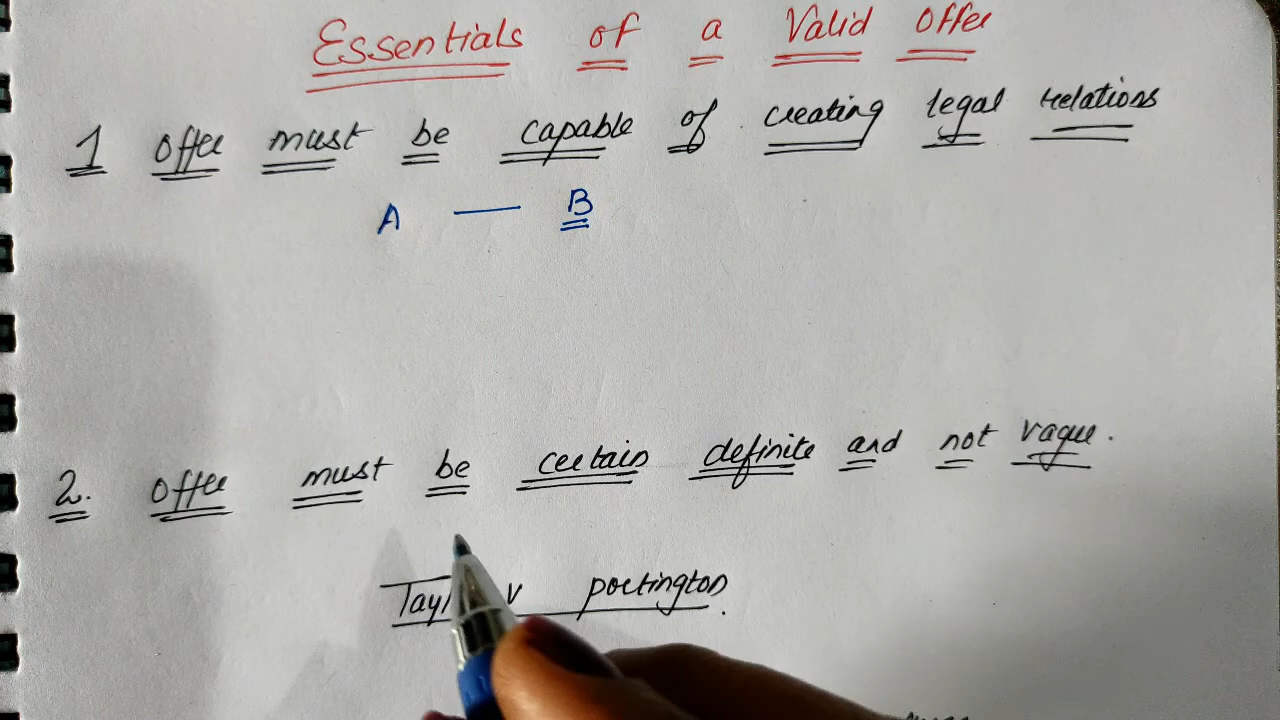 Essentials of a Valid Offer
1 Offer must be capable of creating legal relations
A — B
2. Offer must be certain definite and not vague.
v portington.